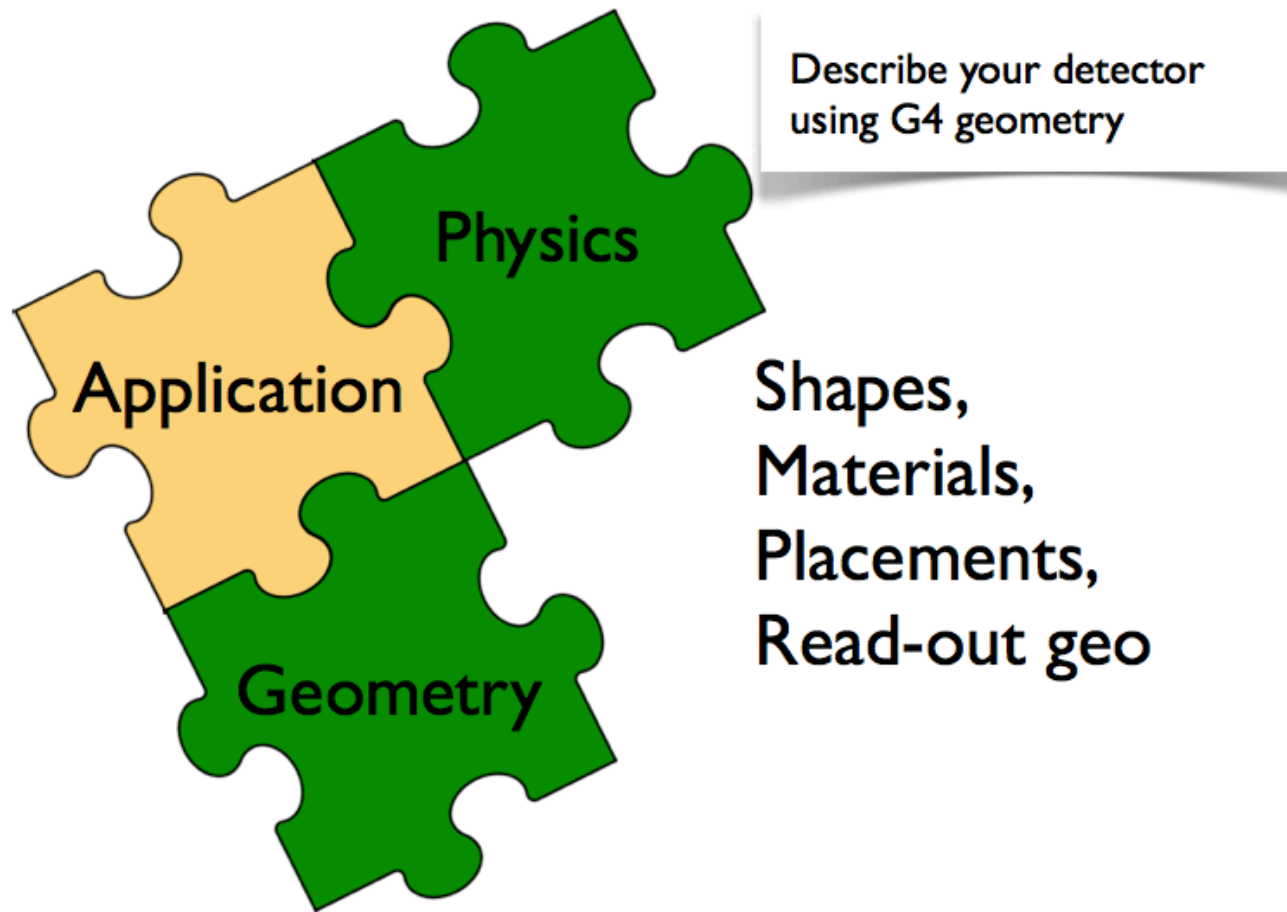 Describe your detector
using G4 geometry
Physics
Application
Shapes,
Materials,
Placements,
Read-out geo
Geometry